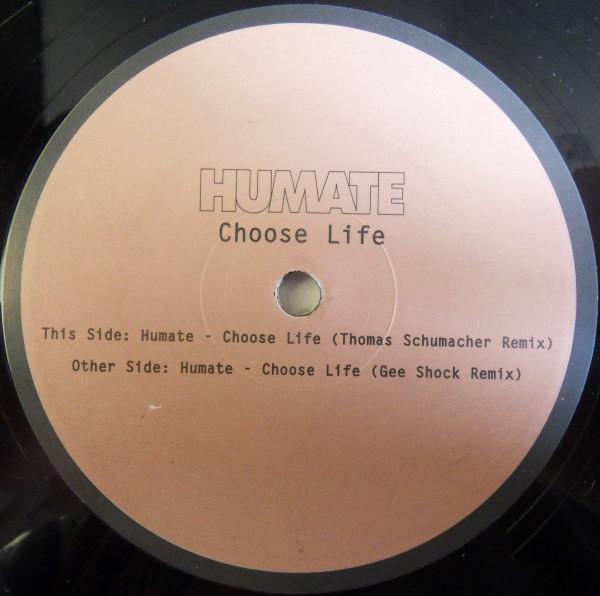 HUMATE
Choose Life
This Side: Humate - Choose Life (Thomas Schumacher Remix)
Other Side: Humate - Choose Life (Gee Shock Remix)